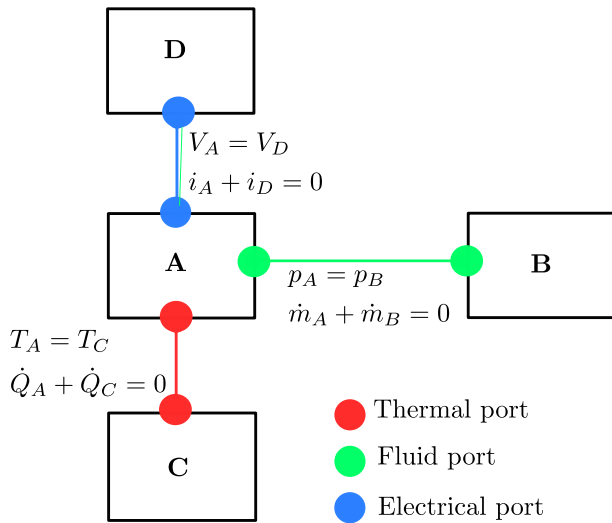 D
V_A = V_D
i_A + i_D = 0
A
B
p_A = p_B
ṁ_A + ṁ_B = 0
T_A = T_C
Q̇_A + Q̇_C = 0
C
Thermal port
Fluid port
Electrical port